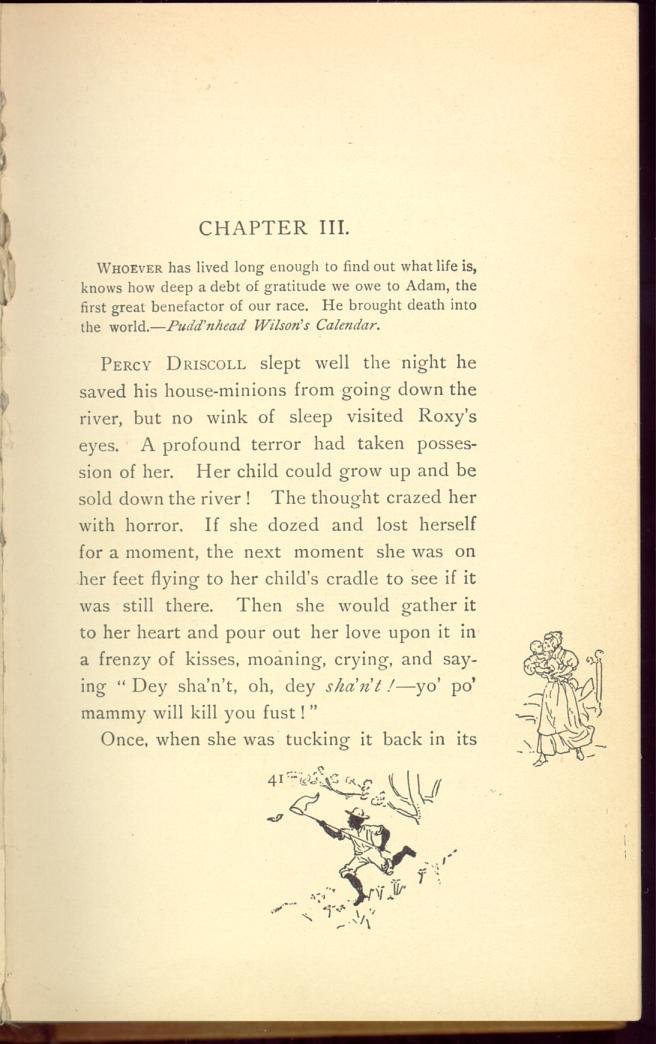 CHAPTER III.
WHOEVER has lived long enough to find out what life is,
knows how deep a debt of gratitude we owe to Adam, the
first great benefactor of our race. He brought death into
the world.—Pudd'nhead Wilson's Calendar.
PERCY DRISCOLL slept well the night he
saved his house-minions from going down the
river, but no wink of sleep visited Roxy's
eyes. A profound terror had taken posses-
sion of her. Her child could grow up and be
sold down the river! The thought crazed her
with horror. If she dozed and lost herself
for a moment, the next moment she was on
her feet flying to her child's cradle to see if it
was still there. Then she would gather it
to her heart and pour out her love upon it in
a frenzy of kisses, moaning, crying, and say-
ing "Dey sha'n't, oh, dey sha'n't!—yo' po'
mammy will kill you fust!"
Once, when she was tucking it back in its
41